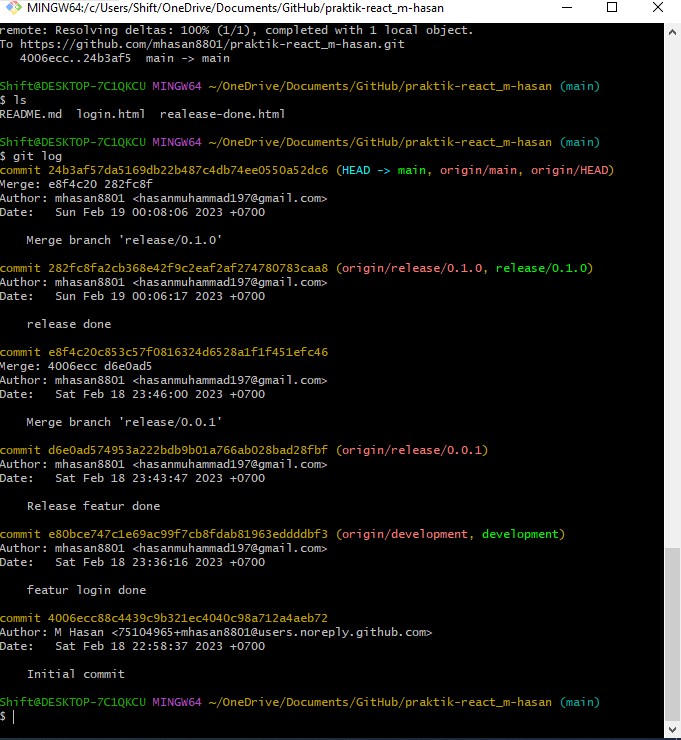 MINGW64:/c/Users/Shift/OneDrive/Documents/GitHub/praktik-react_m-hasan
remote: Resolving deltas: 100% (1/1), completed with 1 local object.
To https://github.com/mhasan8801/praktik-react_m-hasan.git
   4006ecc..24b3af5  main -> main
Shift@DESKTOP-7C1QKCU MINGW64 ~/OneDrive/Documents/GitHub/praktik-react_m-hasan (main)
$ ls
README.md  login.html  realease-done.html
Shift@DESKTOP-7C1QKCU MINGW64 ~/OneDrive/Documents/GitHub/praktik-react_m-hasan (main)
$ git log
commit 24b3af57da5169db22b487c4db74ee0550a52dc6 (HEAD -> main, origin/main, origin/HEAD)
Merge: e8f4c20 282fc8f
Author: mhasan8801 <hasanmuhammad197@gmail.com>
Date:   Sun Feb 19 00:08:06 2023 +0700
    Merge branch 'release/0.1.0'
commit 282fc8fa2cb368e42f9c2eaf2af274780783caa8 (origin/release/0.1.0, release/0.1.0)
Author: mhasan8801 <hasanmuhammad197@gmail.com>
Date:   Sun Feb 19 00:06:17 2023 +0700
    release done
commit e8f4c20c853c57f0816324d6528a1f1f451efc46
Merge: 4006ecc d6e0ad5
Author: mhasan8801 <hasanmuhammad197@gmail.com>
Date:   Sat Feb 18 23:46:00 2023 +0700
    Merge branch 'release/0.0.1'
commit d6e0ad574953a222bdb9b01a766ab028bad28fbf (origin/release/0.0.1)
Author: mhasan8801 <hasanmuhammad197@gmail.com>
Date:   Sat Feb 18 23:43:47 2023 +0700
    Release featur done
commit e80bce747c1e69ac99f7cb8fdab81963eddddbf3 (origin/development, development)
Author: mhasan8801 <hasanmuhammad197@gmail.com>
Date:   Sat Feb 18 23:36:16 2023 +0700
    featur login done
commit 4006ecc88c4439c9b321ec4040c98a712a4aeb72
Author: M Hasan <75104965+mhasan8801@users.noreply.github.com>
Date:   Sat Feb 18 22:58:37 2023 +0700
    Initial commit
Shift@DESKTOP-7C1QKCU MINGW64 ~/OneDrive/Documents/GitHub/praktik-react_m-hasan (main)
$